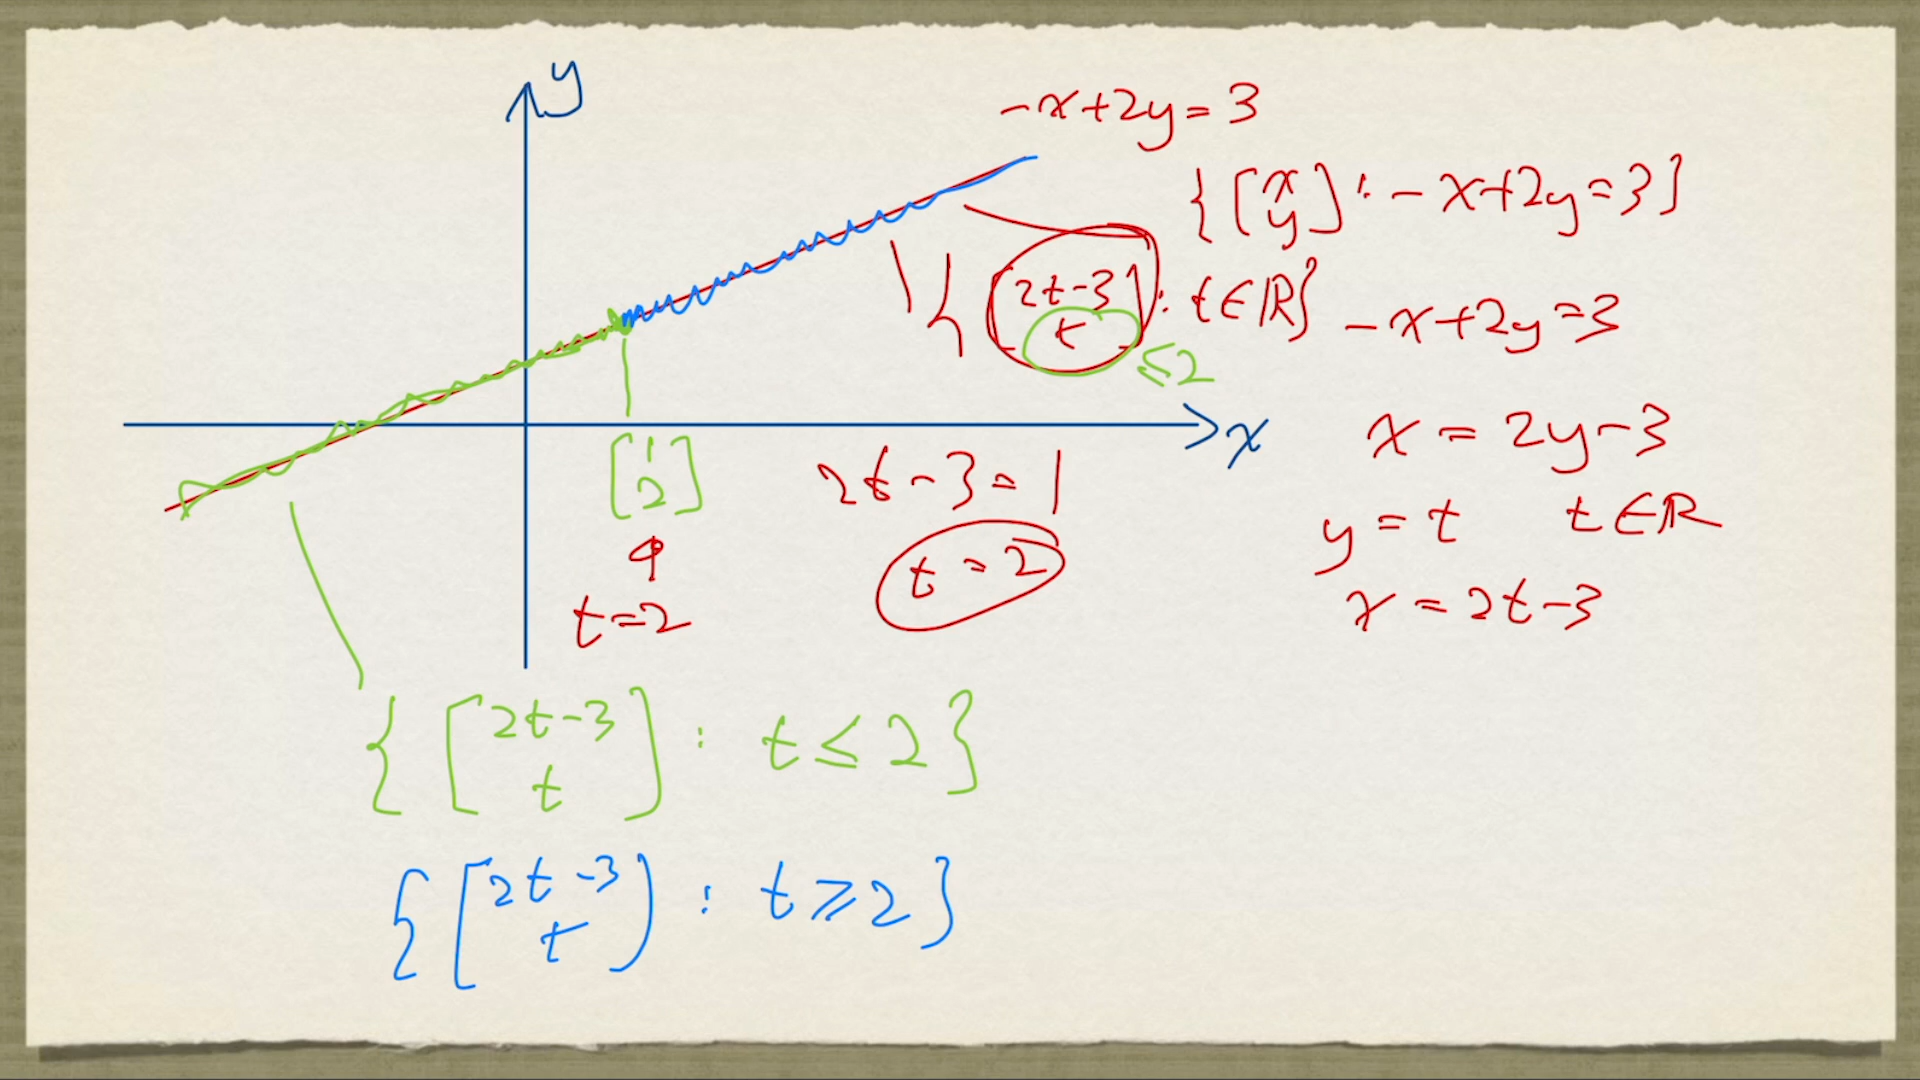 y
-x+2y=3
{[x y]: -x+2y=3}
{[2t-3 t]: t∈ℝ}
-x+2y=3
≤2
x
x = 2y-3
[1 2]
2t-3=1
y = t t∈ℝ
t=2
t=2
x = 2t-3
{[2t-3 t]: t≤2}
{[2t-3 t]: t≥2}